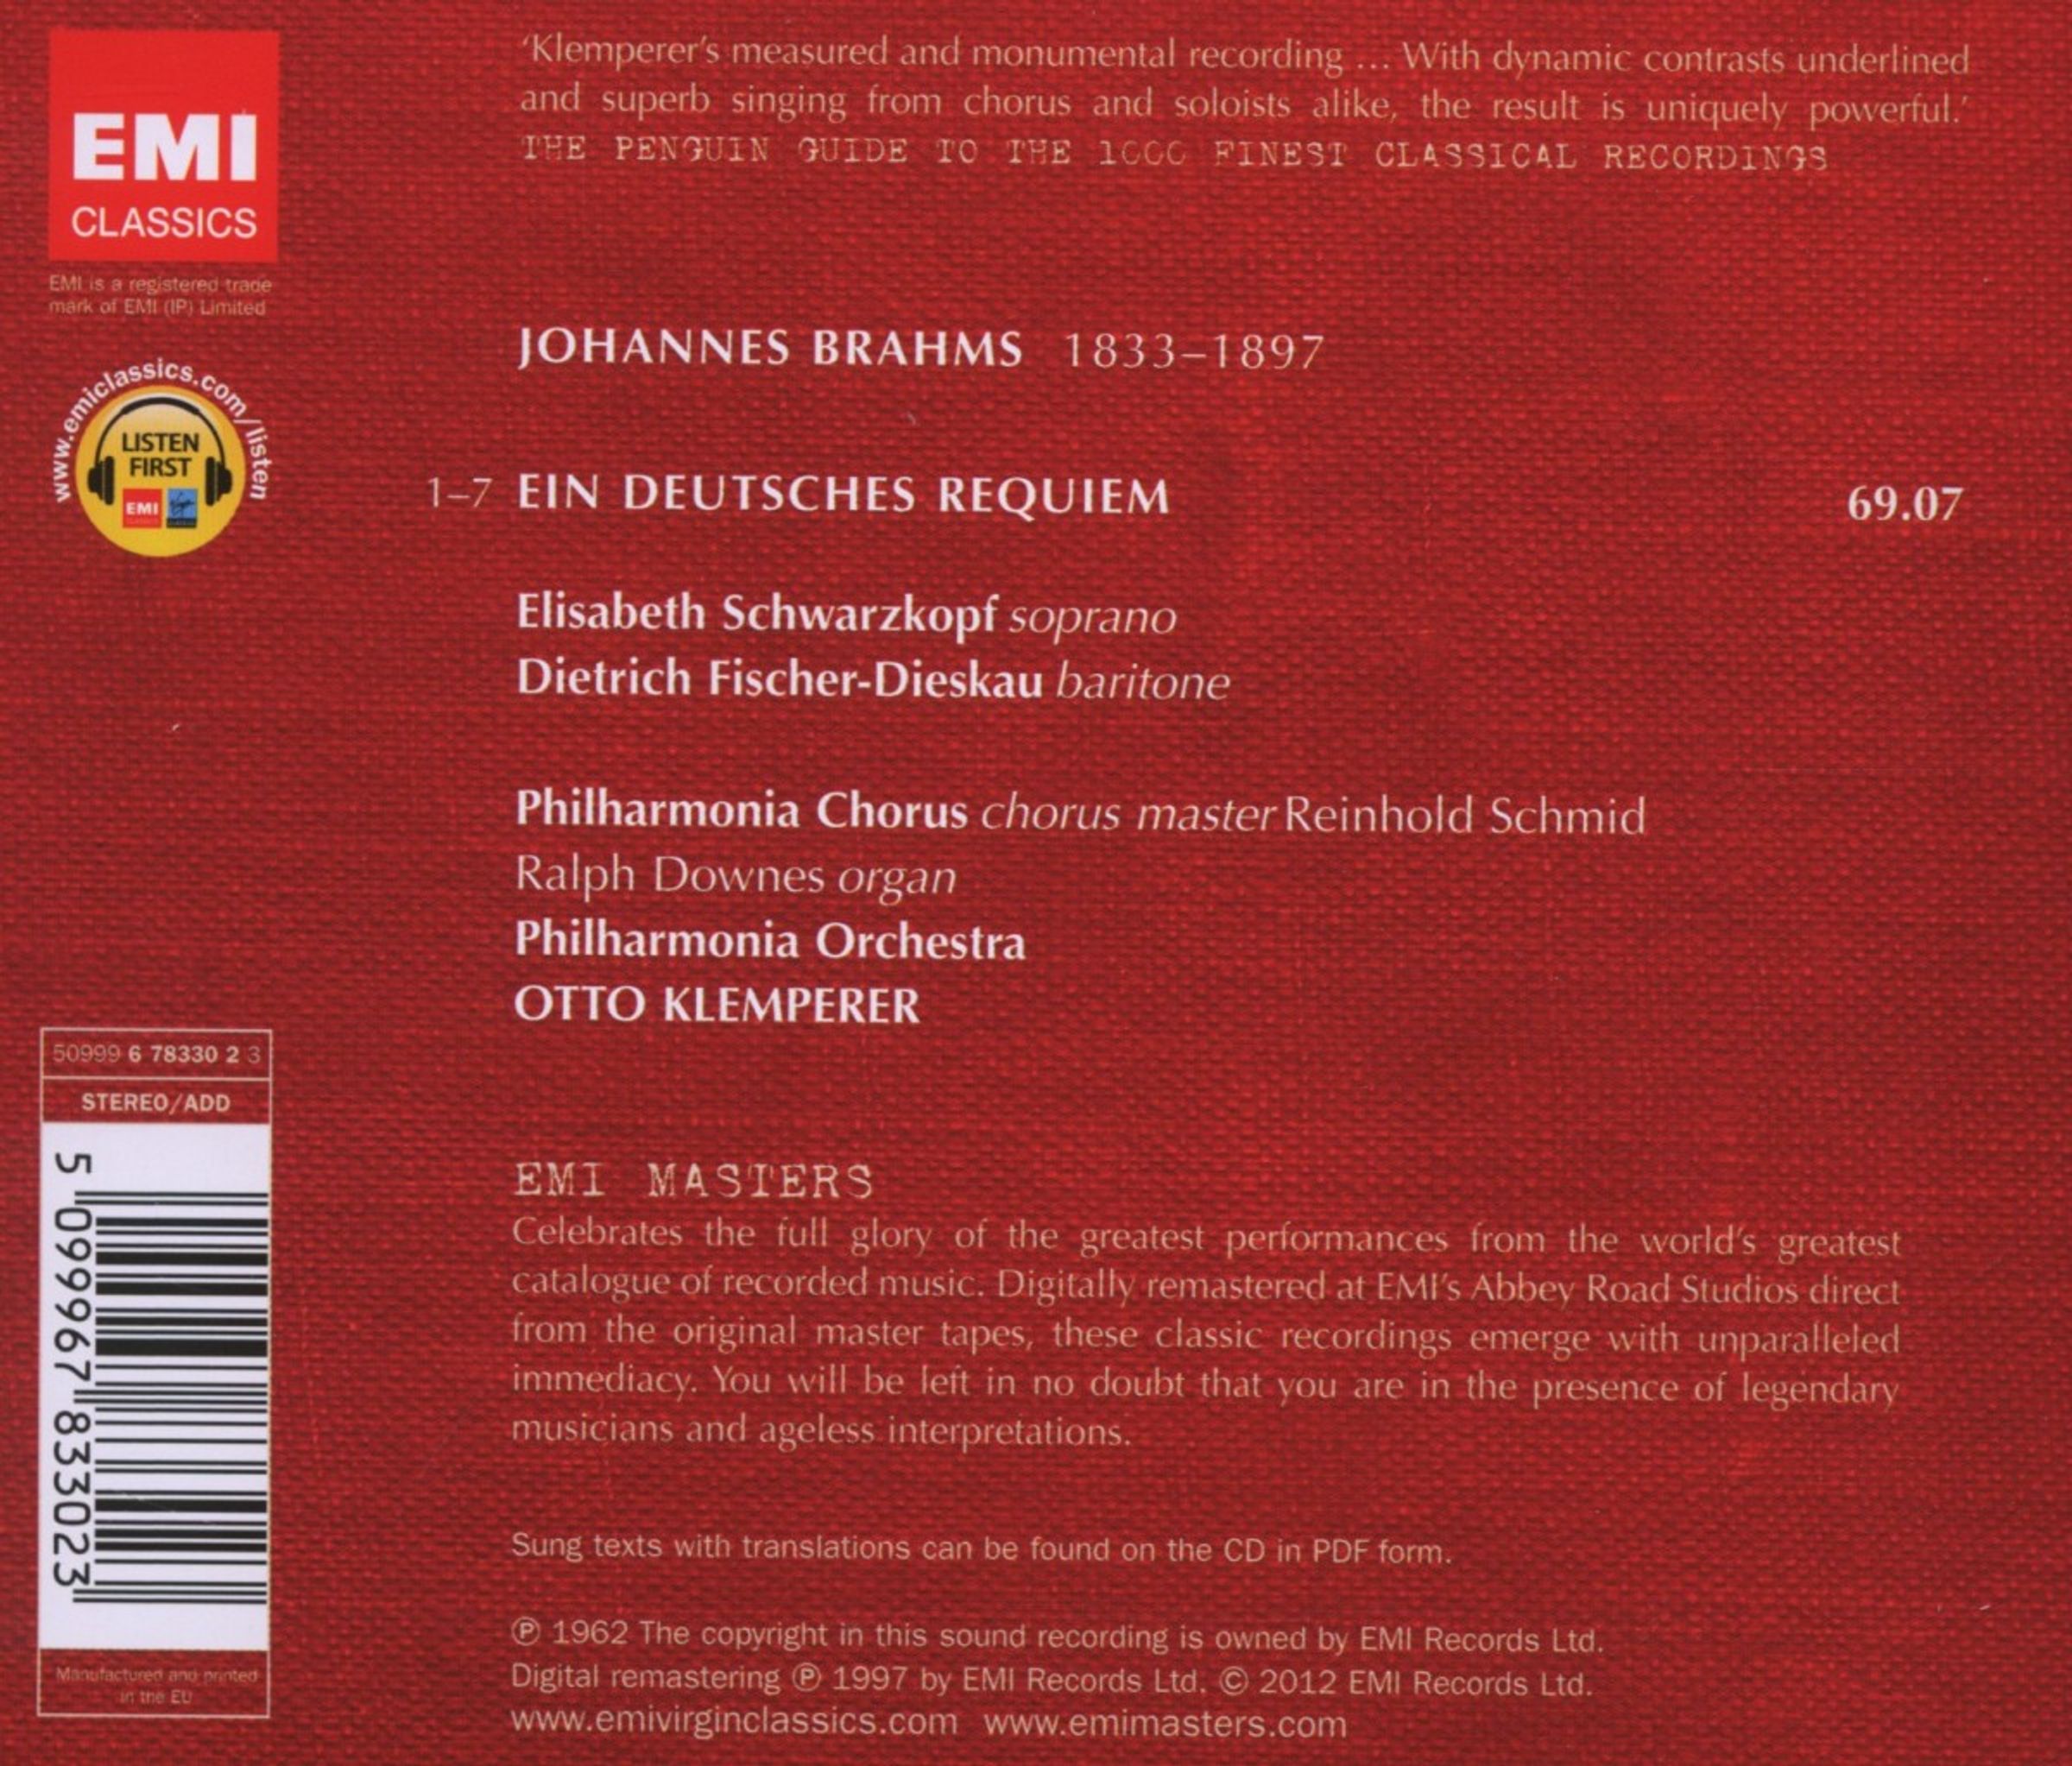 EMI
CLASSICS
EMI is a registered trade
mark of EMI (IP) Limited
www.emiclassics.com/listen
LISTEN
FIRST
EMI
‘Klemperer’s measured and monumental recording ... With dynamic contrasts underlined
and superb singing from chorus and soloists alike, the result is uniquely powerful.’
THE PENGUIN GUIDE TO THE 1000 FINEST CLASSICAL RECORDINGS
JOHANNES BRAHMS 1833–1897
1–7 EIN DEUTSCHES REQUIEM 69.07
Elisabeth Schwarzkopf soprano
Dietrich Fischer-Dieskau baritone
Philharmonia Chorus chorus master Reinhold Schmid
Ralph Downes organ
Philharmonia Orchestra
OTTO KLEMPERER
50999 6 78330 2 3
STEREO/ADD
5 099967 833023
Manufactured and printed
in the EU
EMI MASTERS
Celebrates the full glory of the greatest performances from the world’s greatest
catalogue of recorded music. Digitally remastered at EMI’s Abbey Road Studios direct
from the original master tapes, these classic recordings emerge with unparalleled
immediacy. You will be left in no doubt that you are in the presence of legendary
musicians and ageless interpretations.
Sung texts with translations can be found on the CD in PDF form.
℗ 1962 The copyright in this sound recording is owned by EMI Records Ltd.
Digital remastering ℗ 1997 by EMI Records Ltd. © 2012 EMI Records Ltd.
www.emivirginclassics.com www.emimasters.com